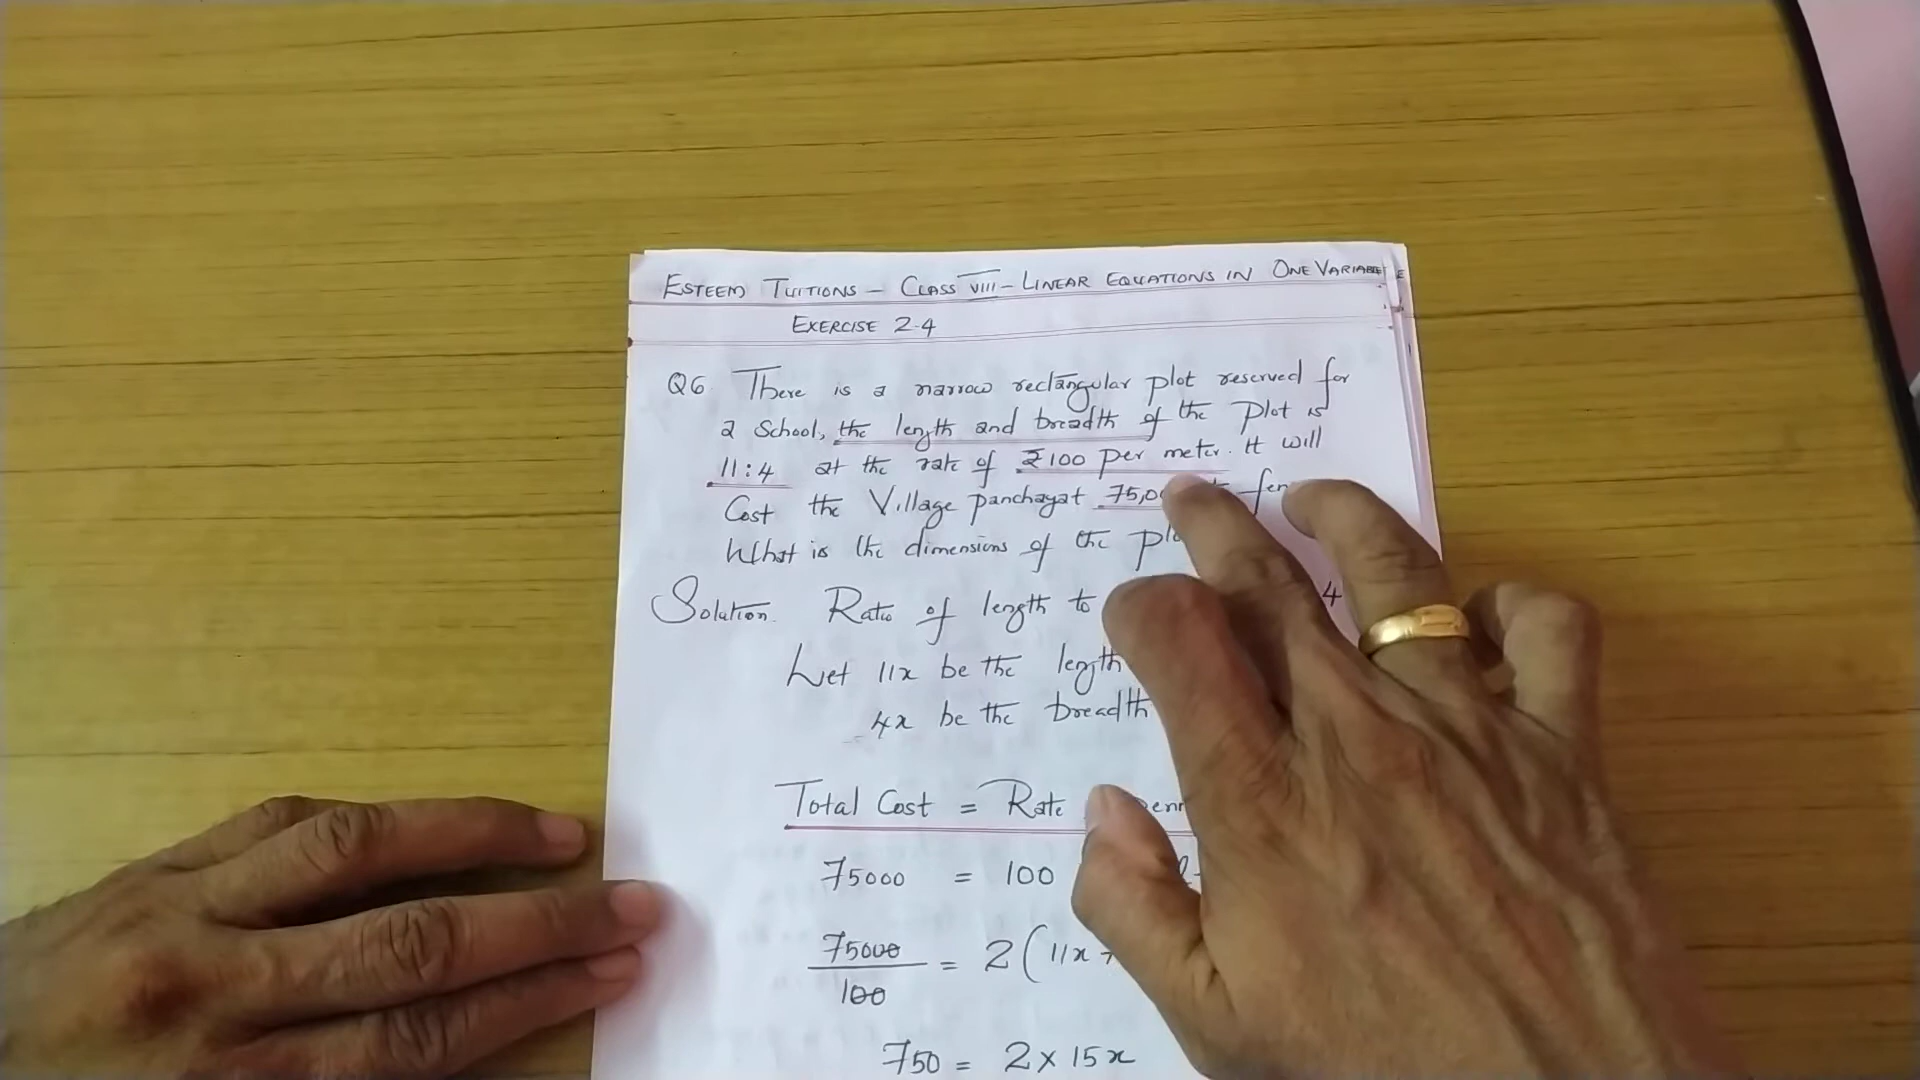 ESTEEM TUITIONS - CLASS VIII - LINEAR EQUATIONS IN ONE VARIABLE
EXERCISE 2.4
Q6 There is a narrow rectangular plot reserved for
a School, the length and breadth of the plot is
11:4 at the rate of ₹100 per meter. It will
Cost the Village panchayat 75,0
What is the dimensions of the
Solution. Ratio of length to 4
Let 11x be the length
4x be the breadth
Total Cost = Rate
75000 = 100
75000/100 = 2(11x +
750 = 2 × 15x